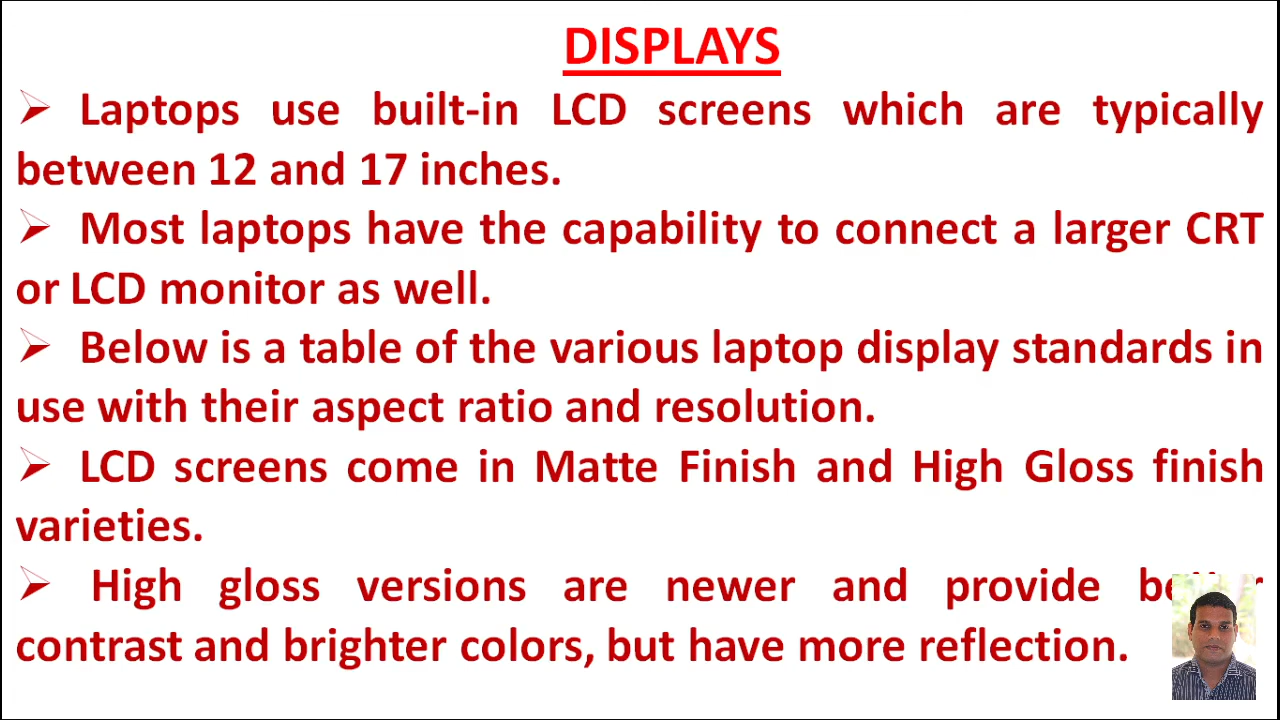 DISPLAYS
➢ Laptops use built-in LCD screens which are typically
between 12 and 17 inches.
➢ Most laptops have the capability to connect a larger CRT
or LCD monitor as well.
➢ Below is a table of the various laptop display standards in
use with their aspect ratio and resolution.
➢ LCD screens come in Matte Finish and High Gloss finish
varieties.
➢ High gloss versions are newer and provide better
contrast and brighter colors, but have more reflection.